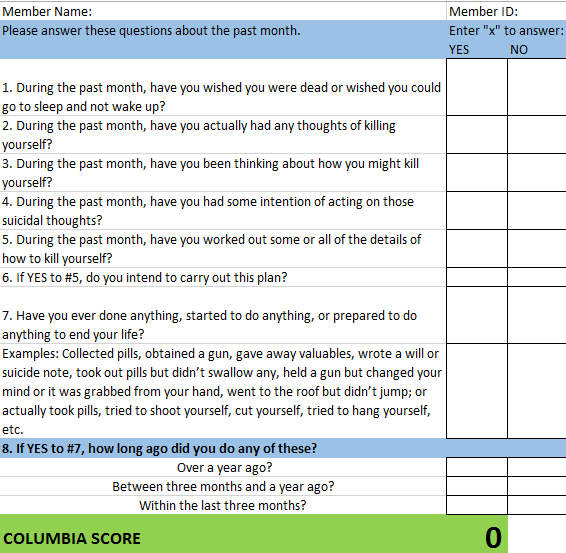 Member Name: Member ID:
Please answer these questions about the past month. Enter "x" to answer:
YES NO
1. During the past month, have you wished you were dead or wished you could
go to sleep and not wake up?
2. During the past month, have you actually had any thoughts of killing
yourself?
3. During the past month, have you been thinking about how you might kill
yourself?
4. During the past month, have you had some intention of acting on those
suicidal thoughts?
5. During the past month, have you worked out some or all of the details of
how to kill yourself?
6. If YES to #5, do you intend to carry out this plan?
7. Have you ever done anything, started to do anything, or prepared to do
anything to end your life?
Examples: Collected pills, obtained a gun, gave away valuables, wrote a will or
suicide note, took out pills but didn’t swallow any, held a gun but changed your
mind or it was grabbed from your hand, went to the roof but didn’t jump; or
actually took pills, tried to shoot yourself, cut yourself, tried to hang yourself,
etc.
8. If YES to #7, how long ago did you do any of these?
Over a year ago?
Between three months and a year ago?
Within the last three months?
COLUMBIA SCORE 0